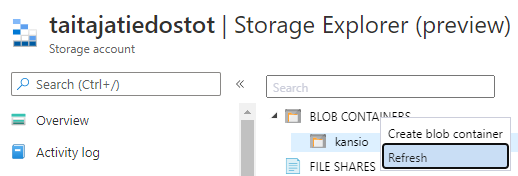 taitajatiedostot | Storage Explorer (preview)
Storage account
Search (Ctrl+/)
«
Search
Overview
Activity log
BLOB CONTAINERS
kansio
FILE SHARES
Create blob container
Refresh